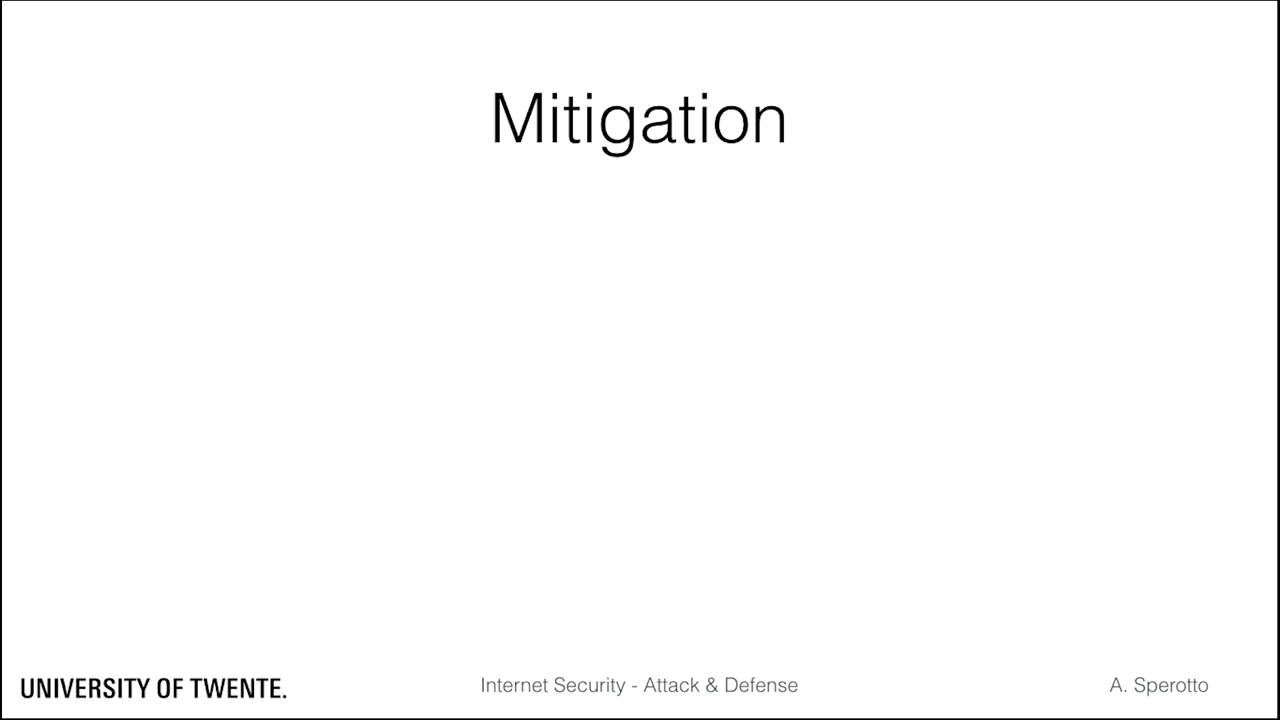 Mitigation
UNIVERSITY OF TWENTE.
Internet Security - Attack & Defense
A. Sperotto